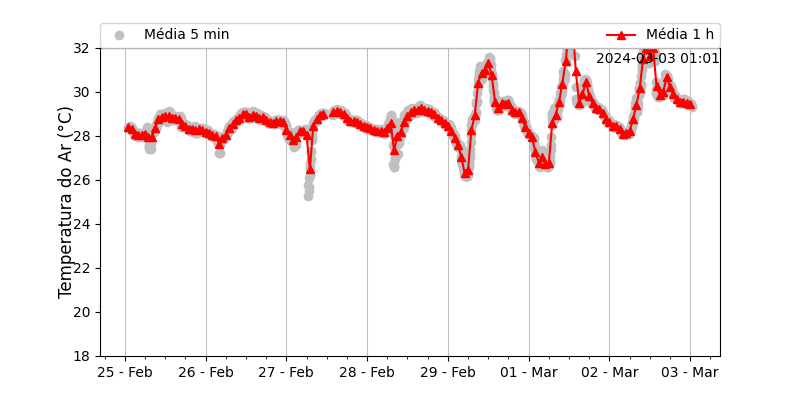 Média 5 min
Média 1 h
2024-03-03 01:01
Temperatura do Ar (°C)
32
30
28
26
24
22
20
18
25 - Feb
26 - Feb
27 - Feb
28 - Feb
29 - Feb
01 - Mar
02 - Mar
03 - Mar